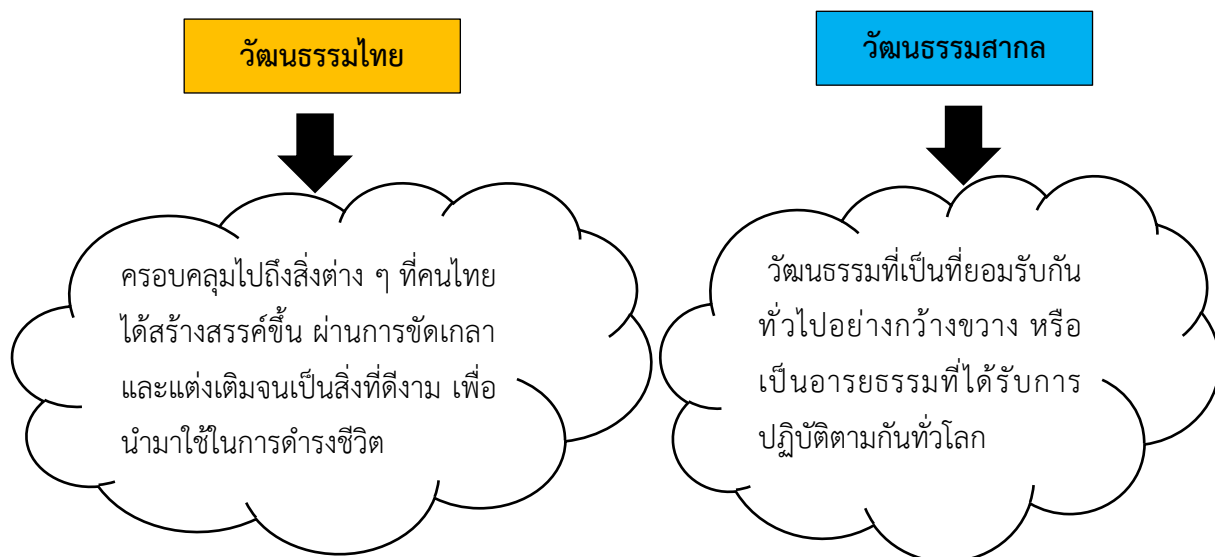 วัฒนธรรมไทย
ครอบคลุมไปถึงสิ่งต่าง ๆ ที่คนไทย
ได้สร้างสรรค์ขึ้น ผ่านการขัดเกลา
และแต่งเติมจนเป็นสิ่งที่ดีงาม เพื่อ
นำมาใช้ในการดำรงชีวิต
วัฒนธรรมสากล
วัฒนธรรมที่เป็นที่ยอมรับกัน
ทั่วไปอย่างกว้างขวาง หรือ
เป็นอารยธรรมที่ได้รับการ
ปฏิบัติตามกันทั่วโลก